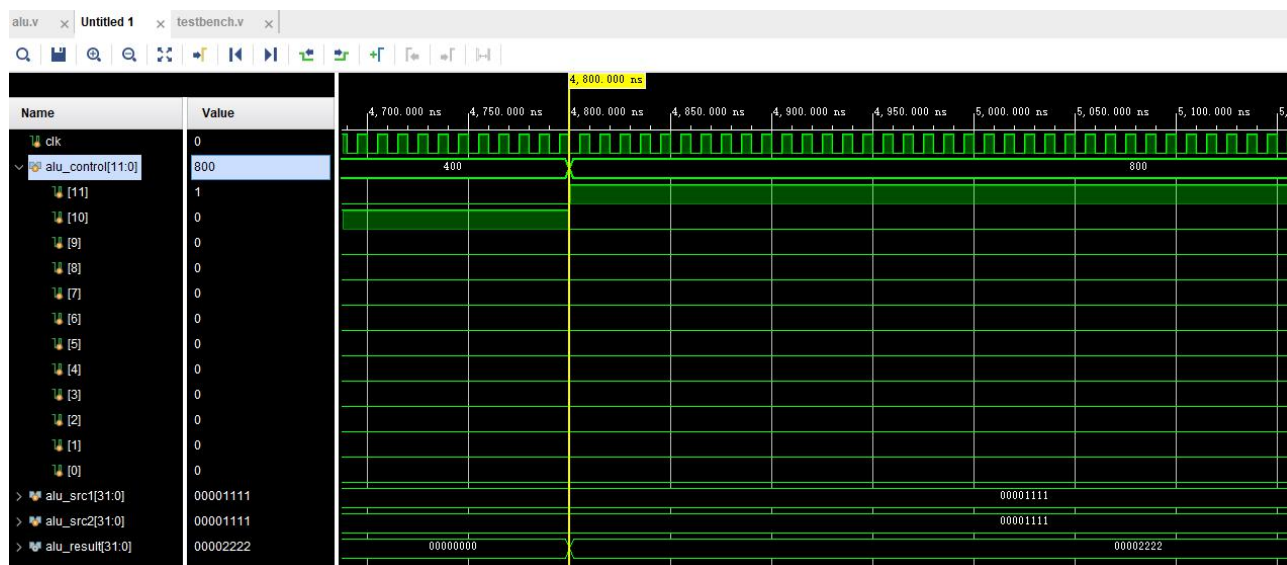 alu.v × Untitled 1 × testbench.v ×
4,800.000 ns
Name Value
4,700.000 ns 4,750.000 ns 4,800.000 ns 4,850.000 ns 4,900.000 ns 4,950.000 ns 5,000.000 ns 5,050.000 ns 5,100.000 ns 5,
clk 0
alu_control[11:0] 800 400 800
[11] 1
[10] 0
[9] 0
[8] 0
[7] 0
[6] 0
[5] 0
[4] 0
[3] 0
[2] 0
[1] 0
[0] 0
alu_src1[31:0] 00001111 00001111
alu_src2[31:0] 00001111 00001111
alu_result[31:0] 00002222 00000000 00002222